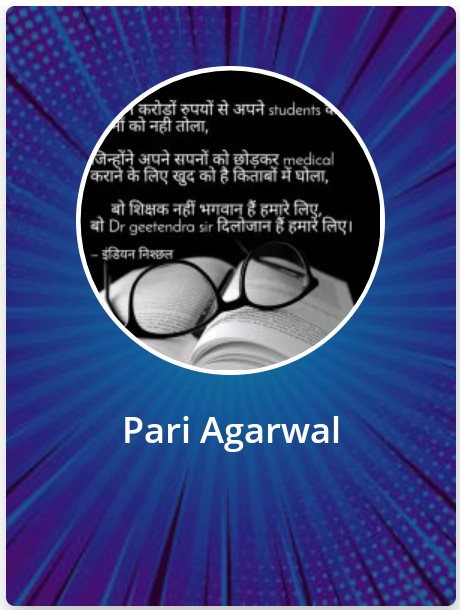 करोड़ों रुपयों से अपने students
को नही तोला,
जिन्होंने अपने सपनों को छोड़कर medical
कराने के लिए खुद को है किताबों में घोला,
बो शिक्षक नहीं भगवान् हैं हमारे लिए,
बो Dr geetendra sir दिलोजान हैं हमारे लिए।
– इंडियन निश्छल
Pari Agarwal